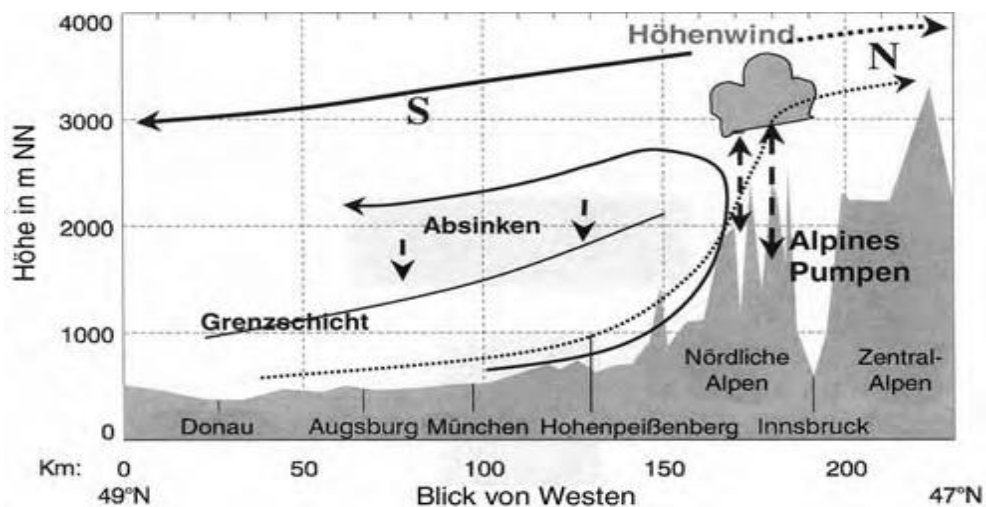 4000
Höhenwind
N
S
3000
Höhe in m NN
2000
Absinken
Alpines
Pumpen
Grenzschicht
1000
Nördliche
Alpen
Zentral-
Alpen
0
Donau Augsburg München Hohenpeißenberg Innsbruck
Km: 0 50 100 150 200
49°N Blick von Westen 47°N